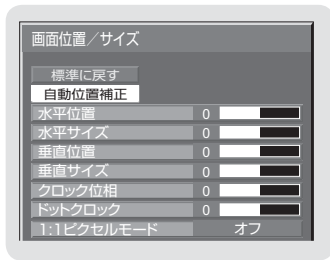 画面位置／サイズ
標準に戻す
自動位置補正
水平位置 0
水平サイズ 0
垂直位置 0
垂直サイズ 0
クロック位相 0
ドットクロック 0
1:1ピクセルモード オフ